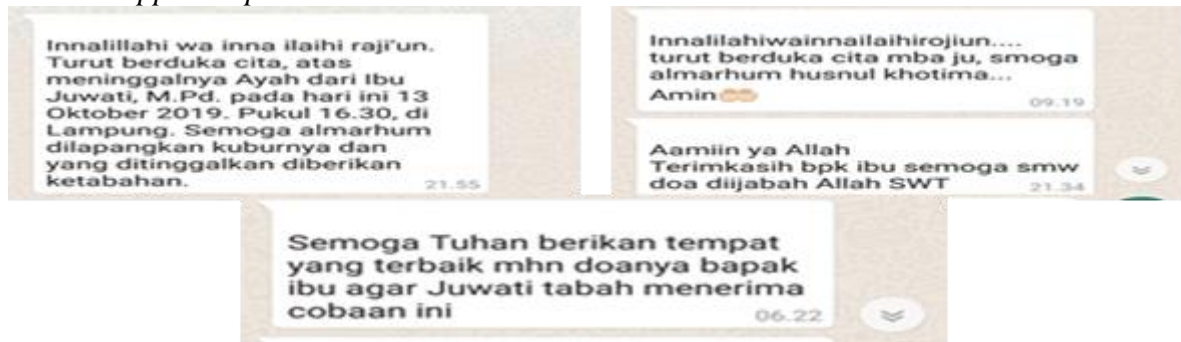 Innalillahi wa inna ilaihi raji'un.
Turut berduka cita, atas
meninggalnya Ayah dari Ibu
Juwati, M.Pd. pada hari ini 13
Oktober 2019. Pukul 16.30, di
Lampung. Semoga almarhum
dilapangkan kuburnya dan
yang ditinggalkan diberikan
ketabahan.
21.55
Innalilahiwainnailaihirojiun....
turut berduka cita mba ju, smoga
almarhum husnul khotima...
Amin🤲🏻
09.19
Aamiin ya Allah
Terimkasih bpk ibu semoga smw
doa diijabah Allah SWT
21.34
Semoga Tuhan berikan tempat
yang terbaik mhn doanya bapak
ibu agar Juwati tabah menerima
cobaan ini
06.22